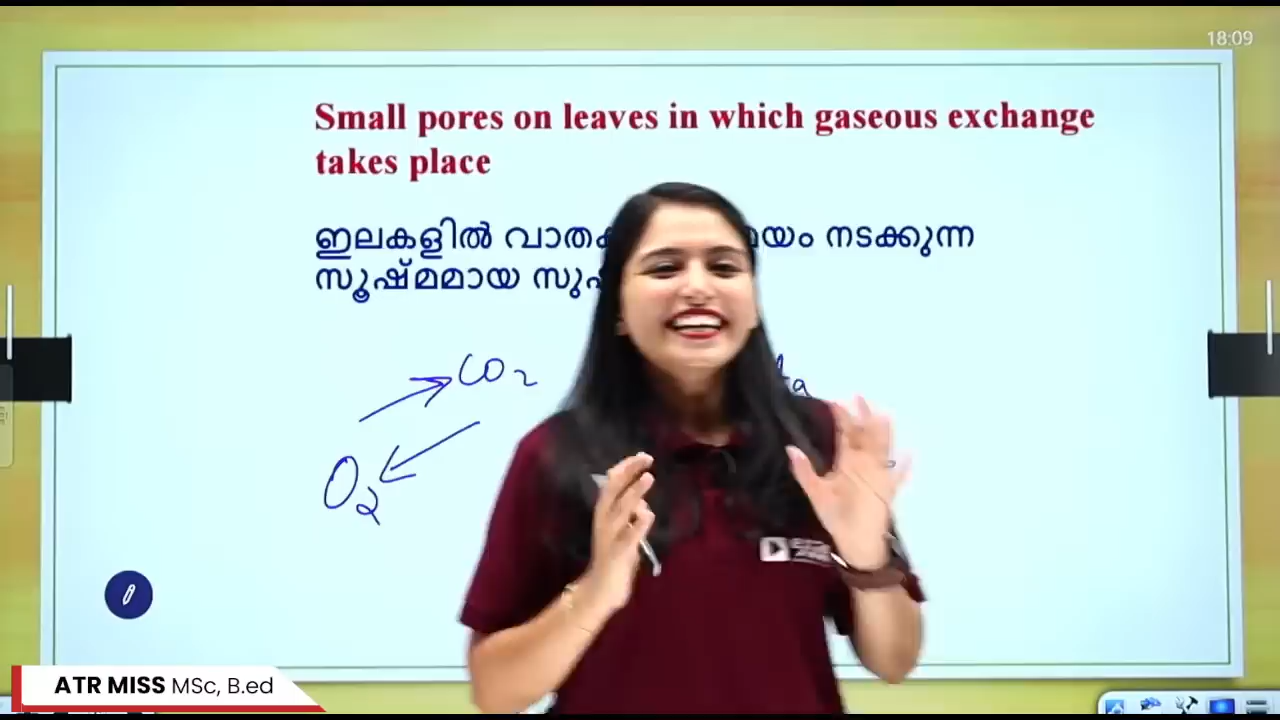 18:09
Small pores on leaves in which gaseous exchange
takes place
ഇലകളിൽ നടക്കുന്ന
സൂഷ്മമായ
CO2
O2
ATR MISS MSc, B.ed